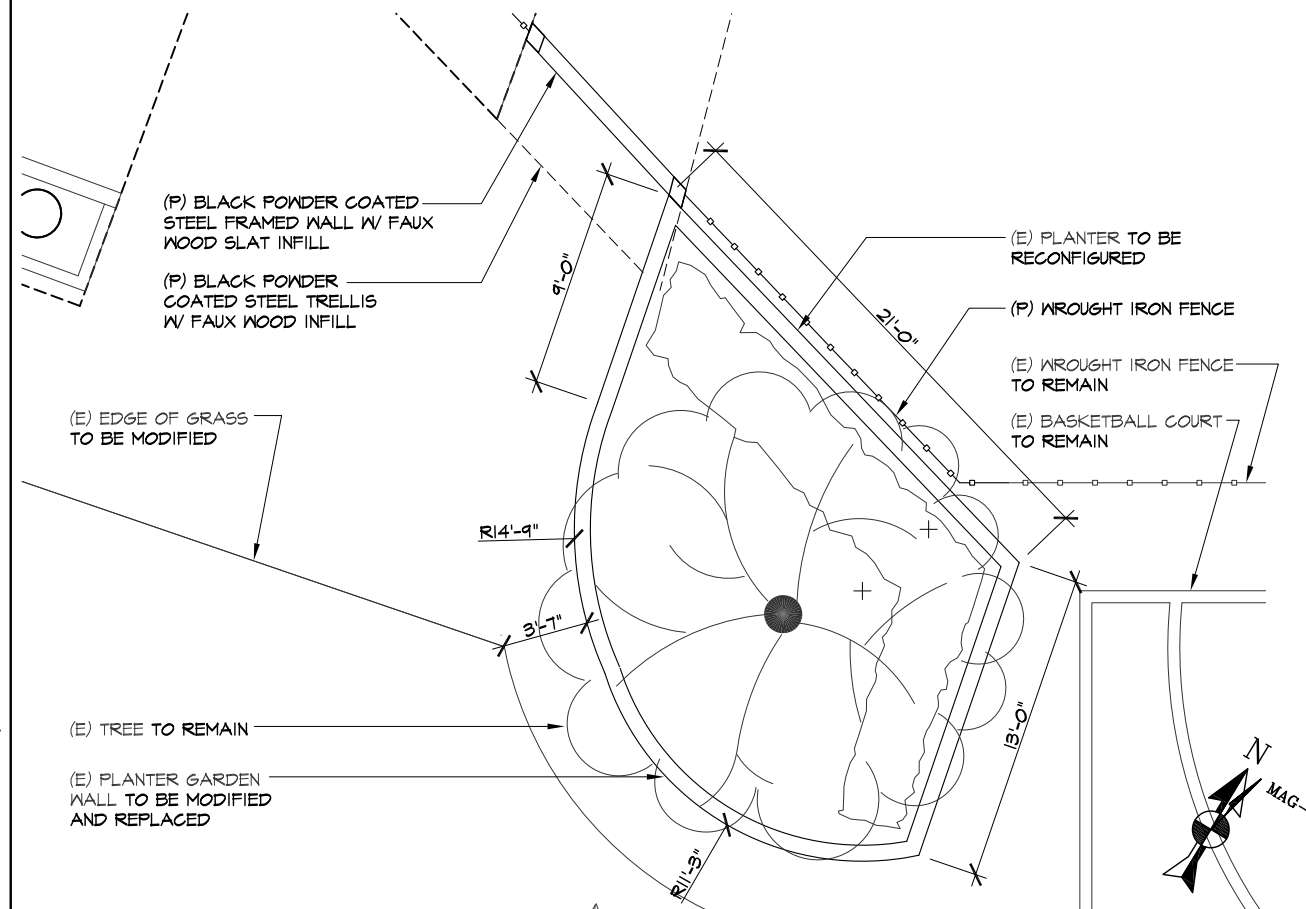 (P) BLACK POWDER COATED
STEEL FRAMED WALL W/ FAUX
WOOD SLAT INFILL
(P) BLACK POWDER
COATED STEEL TRELLIS
W/ FAUX WOOD INFILL
(E) EDGE OF GRASS
TO BE MODIFIED
(E) TREE TO REMAIN
(E) PLANTER GARDEN
WALL TO BE MODIFIED
AND REPLACED
9'-0"
R14'-9"
3'-7"
R11'-3"
21'-0"
13'-0"
(E) PLANTER TO BE
RECONFIGURED
(P) WROUGHT IRON FENCE
(E) WROUGHT IRON FENCE
TO REMAIN
(E) BASKETBALL COURT
TO REMAIN
N
MAG-